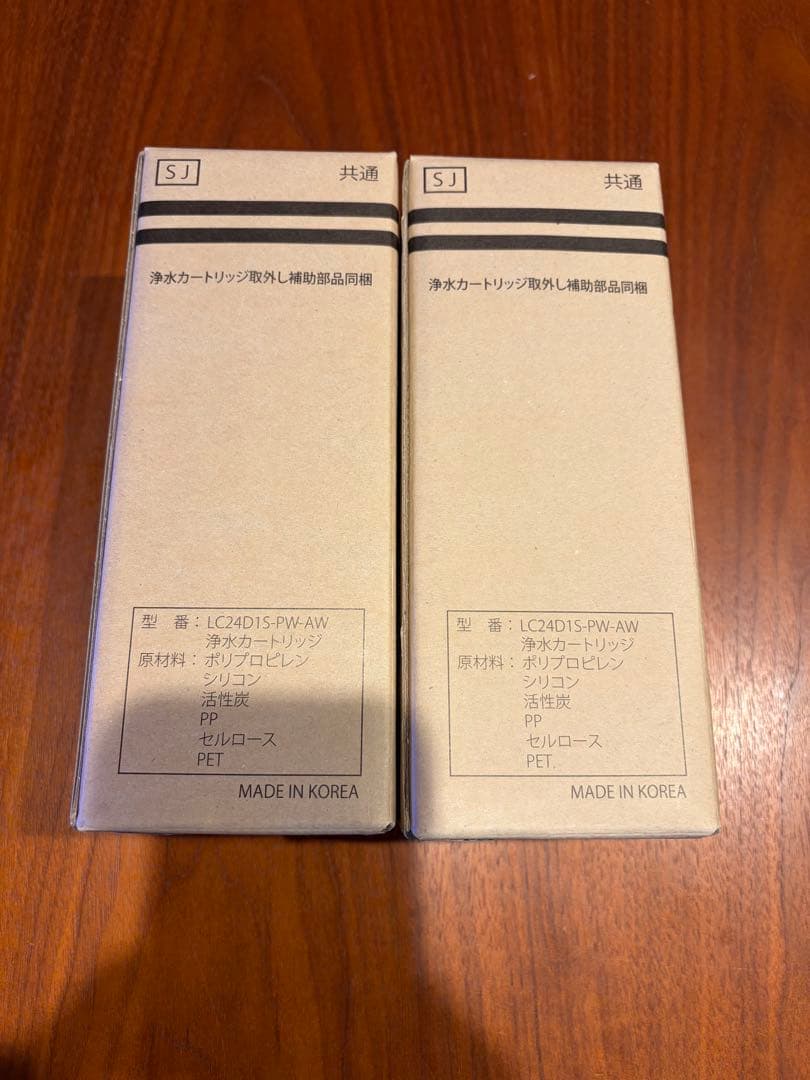 SJ 共通
浄水カートリッジ取外し補助部品同梱
型 番：LC24D1S-PW-AW
浄水カートリッジ
原材料：ポリプロピレン
シリコン
活性炭
PP
セルロース
PET
MADE IN KOREA
SJ 共通
浄水カートリッジ取外し補助部品同梱
型 番：LC24D1S-PW-AW
浄水カートリッジ
原材料：ポリプロピレン
シリコン
活性炭
PP
セルロース
PET.
MADE IN KOREA